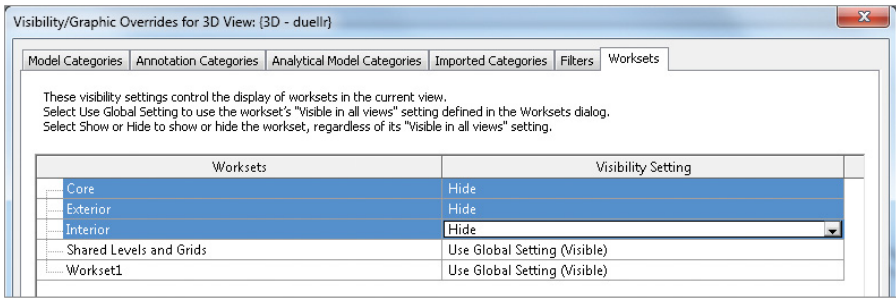 Visibility/Graphic Overrides for 3D View: {3D - duellr}
Model Categories Annotation Categories Analytical Model Categories Imported Categories Filters Worksets
These visibility settings control the display of worksets in the current view.
Select Use Global Setting to use the workset's "Visible in all views" setting defined in the Worksets dialog.
Select Show or Hide to show or hide the workset, regardless of its "Visible in all views" setting.
Worksets Visibility Setting
Core Hide
Exterior Hide
Interior Hide
Shared Levels and Grids Use Global Setting (Visible)
Workset1 Use Global Setting (Visible)